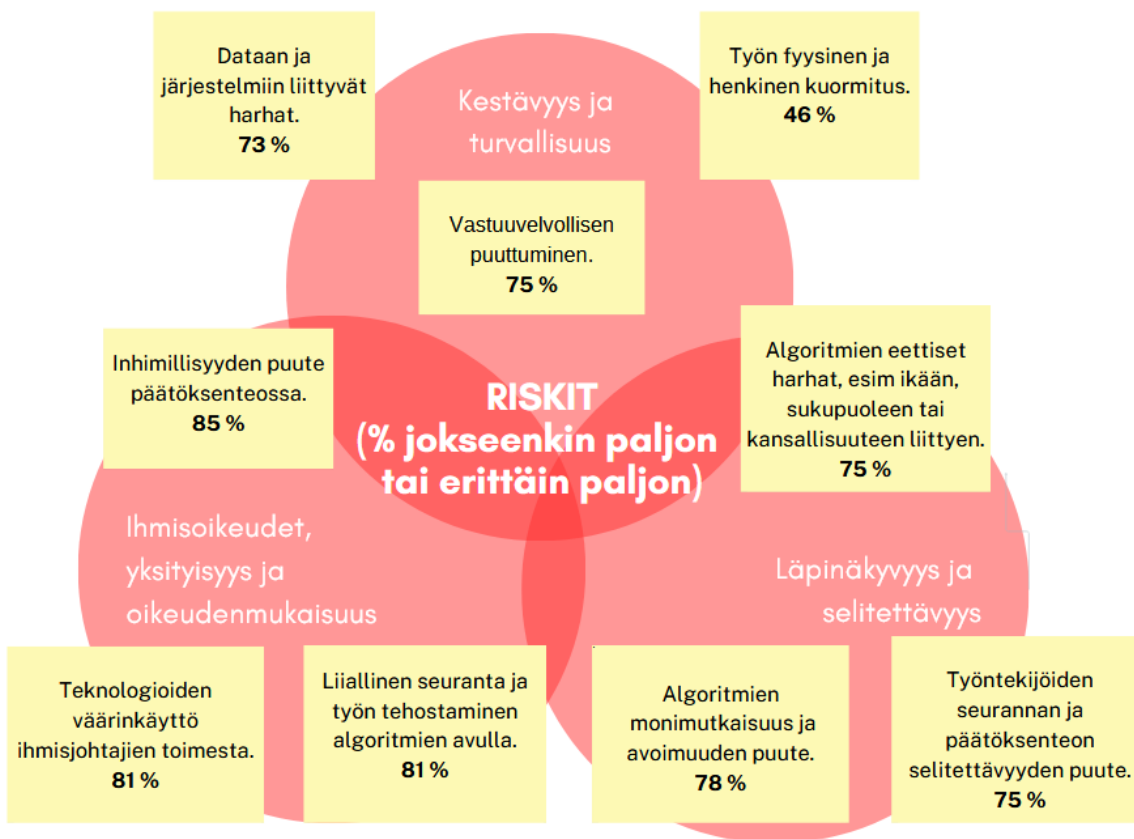 Dataan ja
järjestelmiin liittyvät
harhat.
73 %
Kestävyys ja
turvallisuus
Työn fyysinen ja
henkinen kuormitus.
46 %
Vastuuvelvollisen
puuttuminen.
75 %
Inhimillisyyden puute
päätöksenteossa.
85 %
RISKIT
(% jokseenkin paljon
tai erittäin paljon)
Algoritmien eettiset
harhat, esim ikään,
sukupuoleen tai
kansallisuuteen liittyen.
75 %
Ihmisoikeudet,
yksityisyys ja
oikeudenmukaisuus
Läpinäkyvyys ja
selitettävyys
Teknologioiden
väärinkäyttö
ihmisjohtajien toimesta.
81 %
Liiallinen seuranta ja
työn tehostaminen
algoritmien avulla.
81 %
Algoritmien
monimutkaisuus ja
avoimuuden puute.
78 %
Työntekijöiden
seurannan ja
päätöksenteon
selitettävyyden puute.
75 %